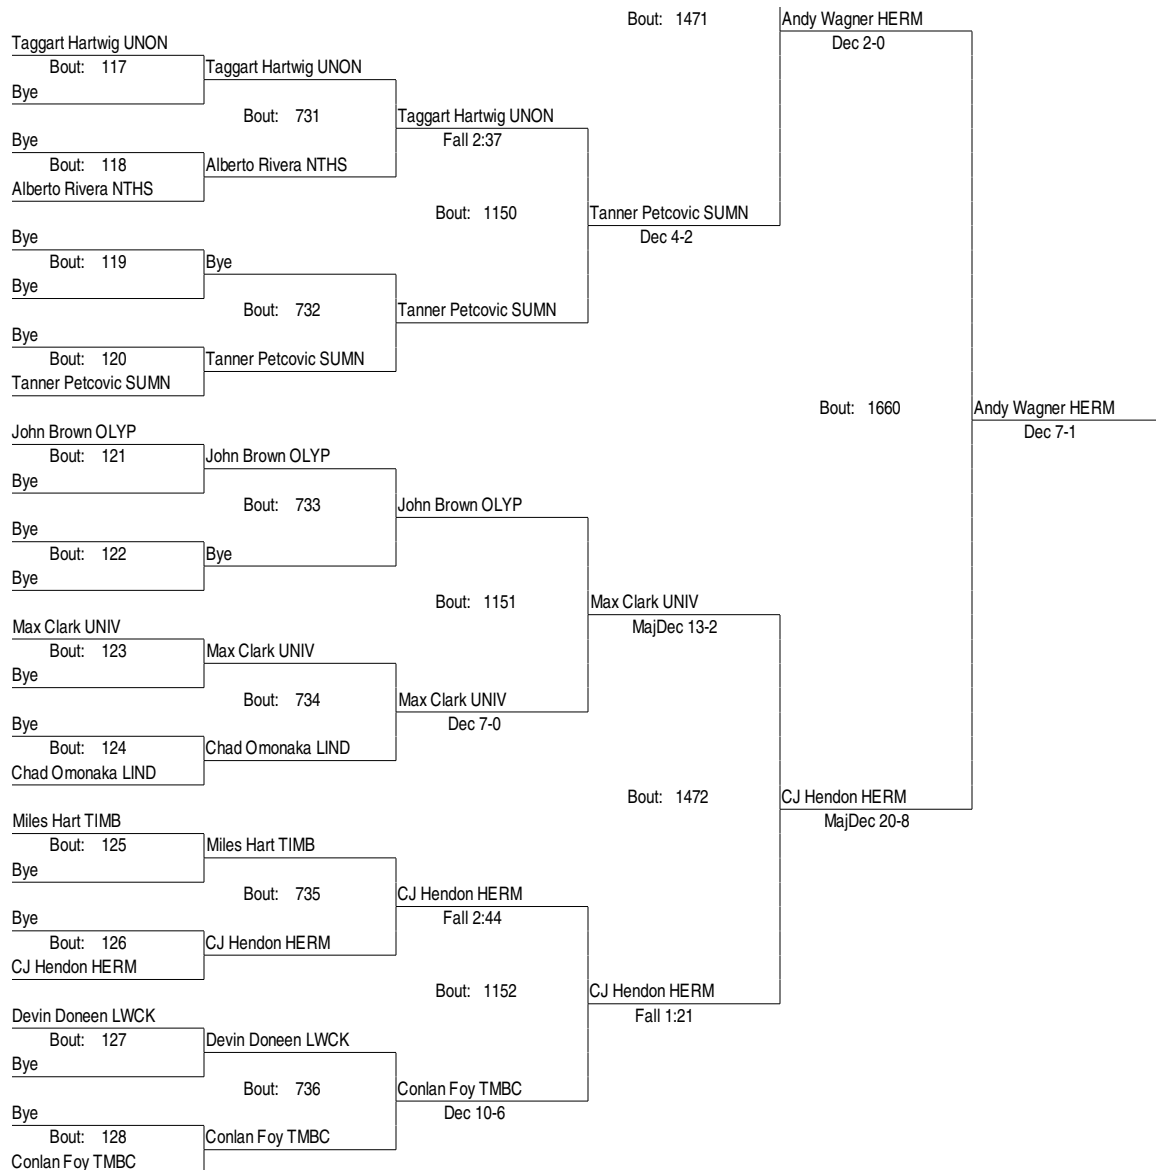 Bout: 1471
Andy Wagner HERM
Dec 2-0
Taggart Hartwig UNON
Bout: 117
Taggart Hartwig UNON
Bye
Bout: 731
Taggart Hartwig UNON
Fall 2:37
Bye
Bout: 118
Alberto Rivera NTHS
Alberto Rivera NTHS
Bout: 1150
Tanner Petcovic SUMN
Dec 4-2
Bye
Bout: 119
Bye
Bye
Bout: 732
Tanner Petcovic SUMN
Bye
Bout: 120
Tanner Petcovic SUMN
Tanner Petcovic SUMN
Bout: 1660
Andy Wagner HERM
Dec 7-1
John Brown OLYP
Bout: 121
John Brown OLYP
Bye
Bout: 733
John Brown OLYP
Bye
Bout: 122
Bye
Bye
Bout: 1151
Max Clark UNIV
MajDec 13-2
Max Clark UNIV
Bout: 123
Max Clark UNIV
Bye
Bout: 734
Max Clark UNIV
Dec 7-0
Bye
Bout: 124
Chad Omonaka LIND
Chad Omonaka LIND
Bout: 1472
CJ Hendon HERM
MajDec 20-8
Miles Hart TIMB
Bout: 125
Miles Hart TIMB
Bye
Bout: 735
CJ Hendon HERM
Fall 2:44
Bye
Bout: 126
CJ Hendon HERM
CJ Hendon HERM
Bout: 1152
CJ Hendon HERM
Fall 1:21
Devin Doneen LWCK
Bout: 127
Devin Doneen LWCK
Bye
Bout: 736
Conlan Foy TMBC
Dec 10-6
Bye
Bout: 128
Conlan Foy TMBC
Conlan Foy TMBC